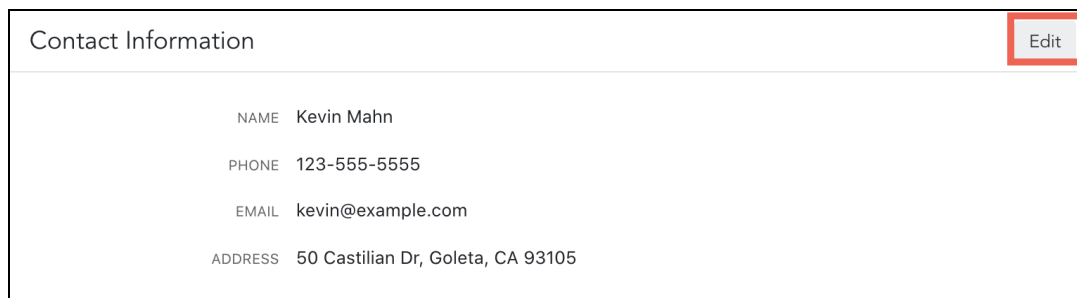 Contact Information
Edit
NAME Kevin Mahn
PHONE 123-555-5555
EMAIL kevin@example.com
ADDRESS 50 Castilian Dr, Goleta, CA 93105